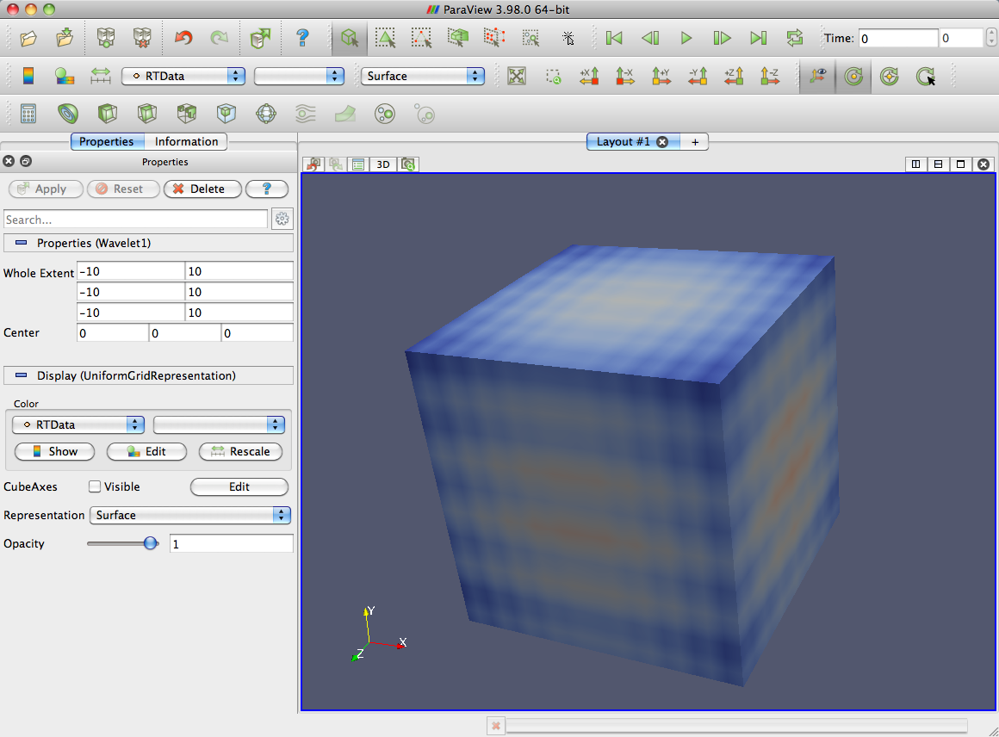 ParaView 3.98.0 64-bit
? Time: 0 0
RTData Surface +X -X +Y -Y +Z -Z
Properties Information Layout #1 +
Properties
3D
Apply Reset Delete ?
Search...
Properties (Wavelet1)
Whole Extent -10 10
-10 10
-10 10
Center 0 0 0
Display (UniformGridRepresentation)
Color
RTData
Show Edit Rescale
CubeAxes Visible Edit
Representation Surface
Opacity 1
Y
X
Z